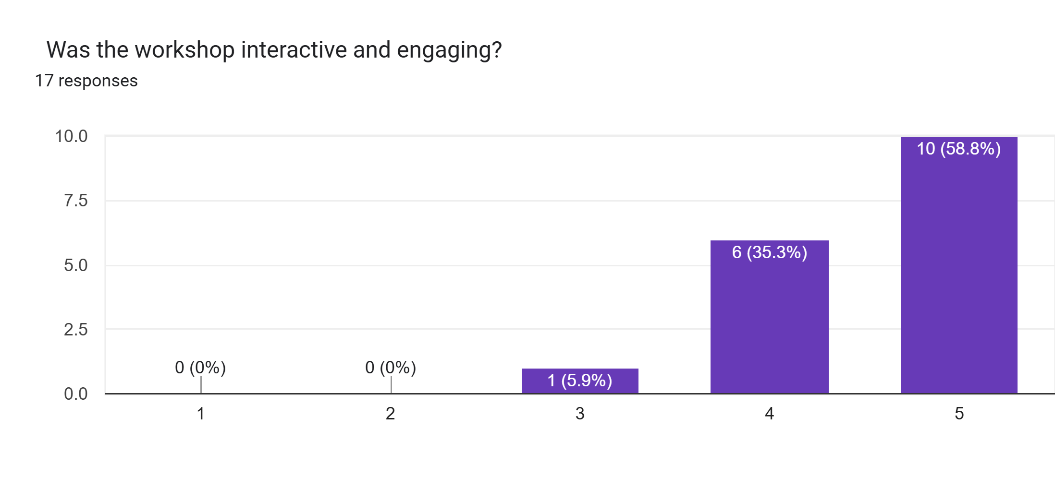 Was the workshop interactive and engaging?
17 responses
10.0
10 (58.8%)
7.5
6 (35.3%)
5.0
2.5
0 (0%) 0 (0%)
1 (5.9%)
0.0
1 2 3 4 5